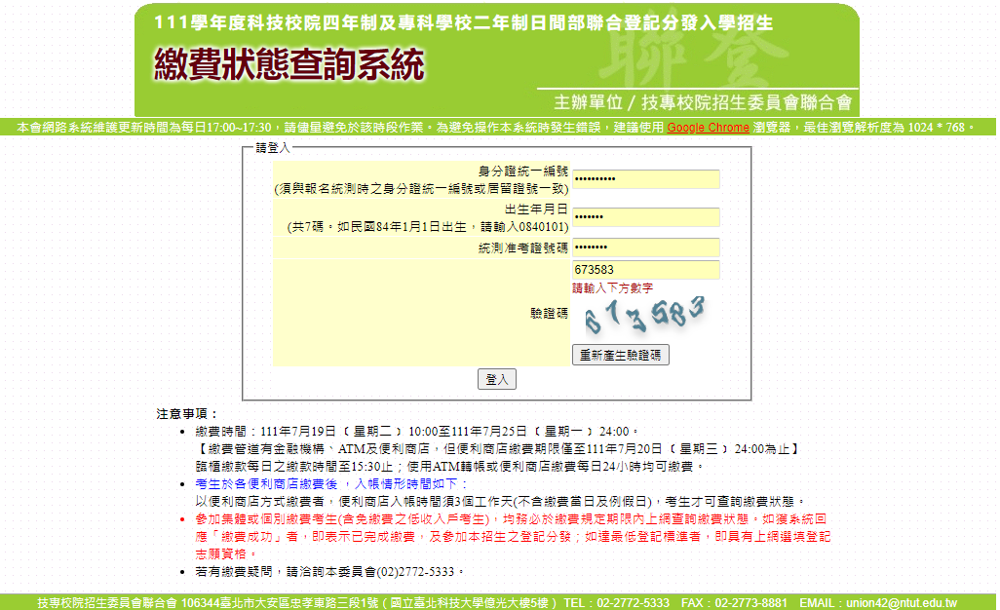 111學年度科技校院四年制及專科學校二年制日間部聯合登記分發入學招生
聯登
繳費狀態查詢系統
主辦單位 / 技專校院招生委員會聯合會
本會網路系統維護更新時間為每日17:00~17:30，請儘量避免於該時段作業。為避免操作本系統時發生錯誤，建議使用 Google Chrome 瀏覽器，最佳瀏覽解析度為 1024 * 768。
請登入
身分證統一編號
(須與報名統測時之身分證統一編號或居留證號一致)
••••••••••
出生年月日
(共7碼。如民國84年1月1日出生，請輸入0840101)
•••••••
統測准考證號碼
••••••••
673583
請輸入下方數字
驗證碼
613583
重新產生驗證碼
登入
注意事項：
• 繳費時間：111年7月19日﹝星期二﹞10:00至111年7月25日﹝星期一﹞24:00。
【繳費管道有金融機構、ATM及便利商店，但便利商店繳費期限僅至111年7月20日﹝星期三﹞24:00為止】
臨櫃繳款每日之繳款時間至15:30止；使用ATM轉帳或便利商店繳費每日24小時均可繳費。
• 考生於各便利商店繳費後 ，入帳情形時間如下：
以便利商店方式繳費者，便利商店入帳時間須3個工作天(不含繳費當日及例假日)，考生才可查詢繳費狀態。
• 參加集體或個別繳費考生(含免繳費之低收入戶考生)，均務必於繳費規定期限內上網查詢繳費狀態。如獲系統回
應「繳費成功」者，即表示已完成繳費，及參加本招生之登記分發；如達最低登記標準者，即具有上網選填登記
志願資格。
• 若有繳費疑問，請洽詢本委員會(02)2772-5333。
技專校院招生委員會聯合會 106344臺北市大安區忠孝東路三段1號（國立臺北科技大學億光大樓5樓） TEL：02-2772-5333 FAX：02-2773-8881 EMAIL：union42@ntut.edu.tw